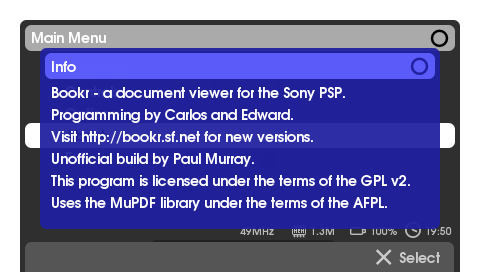 Main Menu
Info
Bookr - a document viewer for the Sony PSP.
Programming by Carlos and Edward.
Visit http://bookr.sf.net for new versions.
Unofficial build by Paul Murray.
This program is licensed under the terms of the GPL v2.
Uses the MuPDF library under the terms of the AFPL.
49MHz 1.3M 100% 19:50
Select